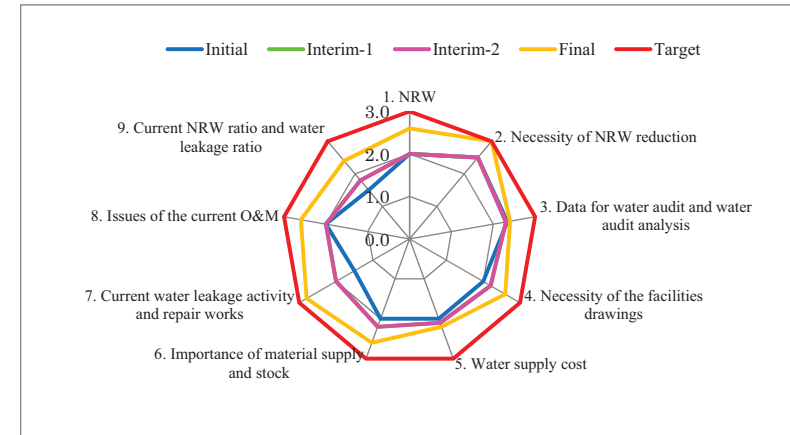 Initial Interim-1 Interim-2 Final Target
1. NRW
3.0
2.0
1.0
0.0
2. Necessity of NRW reduction
3. Data for water audit and water
audit analysis
4. Necessity of the facilities
drawings
5. Water supply cost
6. Importance of material supply
and stock
7. Current water leakage activity
and repair works
8. Issues of the current O&M
9. Current NRW ratio and water
leakage ratio